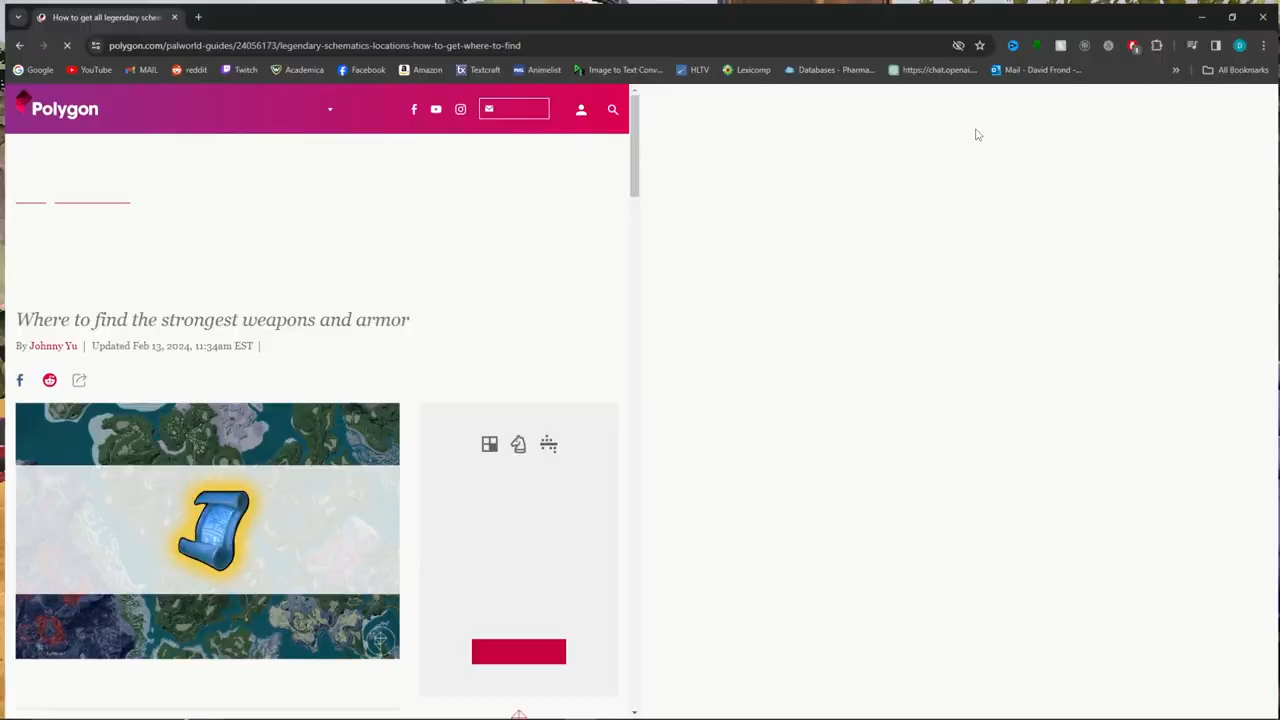 How to get all legendary schem
polygon.com/palworld-guides/24056173/legendary-schematics-locations-how-to-get-where-to-find
D
Google
YouTube
MAIL
reddit
Twitch
Academica
Facebook
Amazon
Textcraft
Animelist
Image to Text Conv...
HLTV
Lexicomp
Databases - Pharma...
https://chat.openai...
Mail - David Frond -...
All Bookmarks
Polygon
Where to find the strongest weapons and armor
By Johnny Yu | Updated Feb 13, 2024, 11:34am EST |